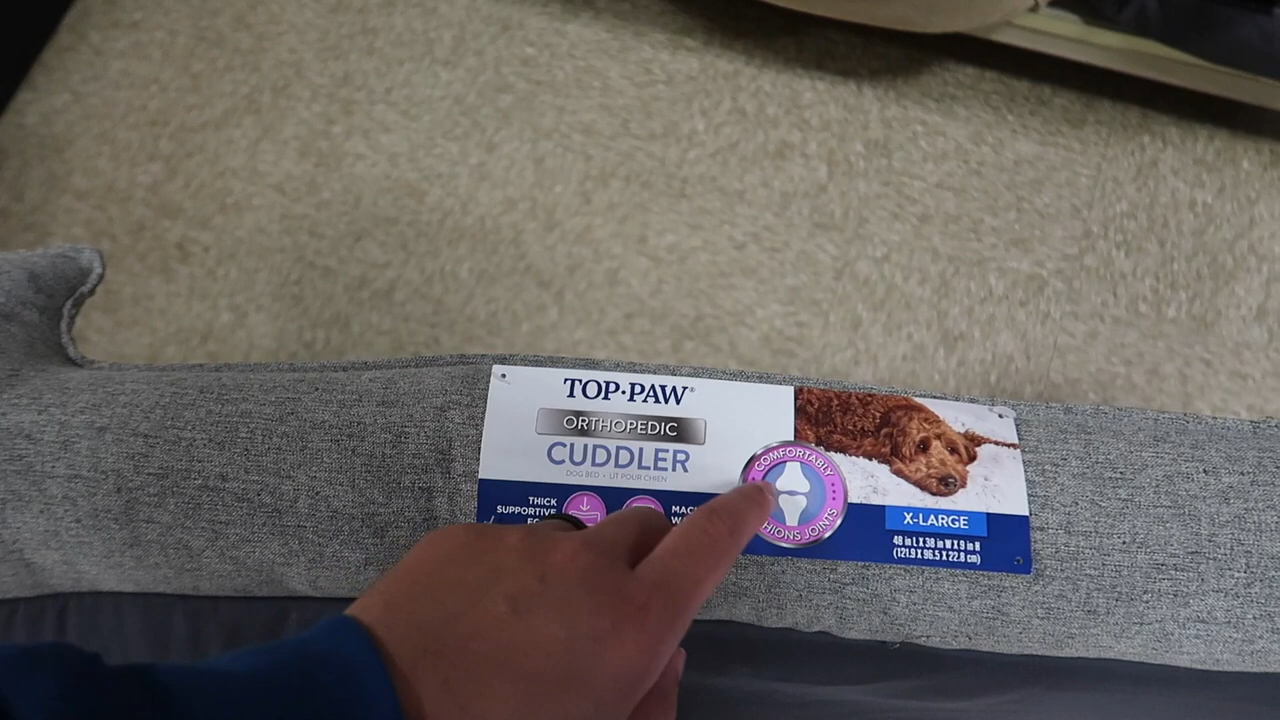 TOP•PAW®
ORTHOPEDIC
CUDDLER
DOG BED • LIT POUR CHIEN
THICK
SUPPORTIVE
COMFORTABLY
JOINTS
X-LARGE
48 in L X 38 in W X 9 in H
(121.9 X 96.5 X 22.8 cm)